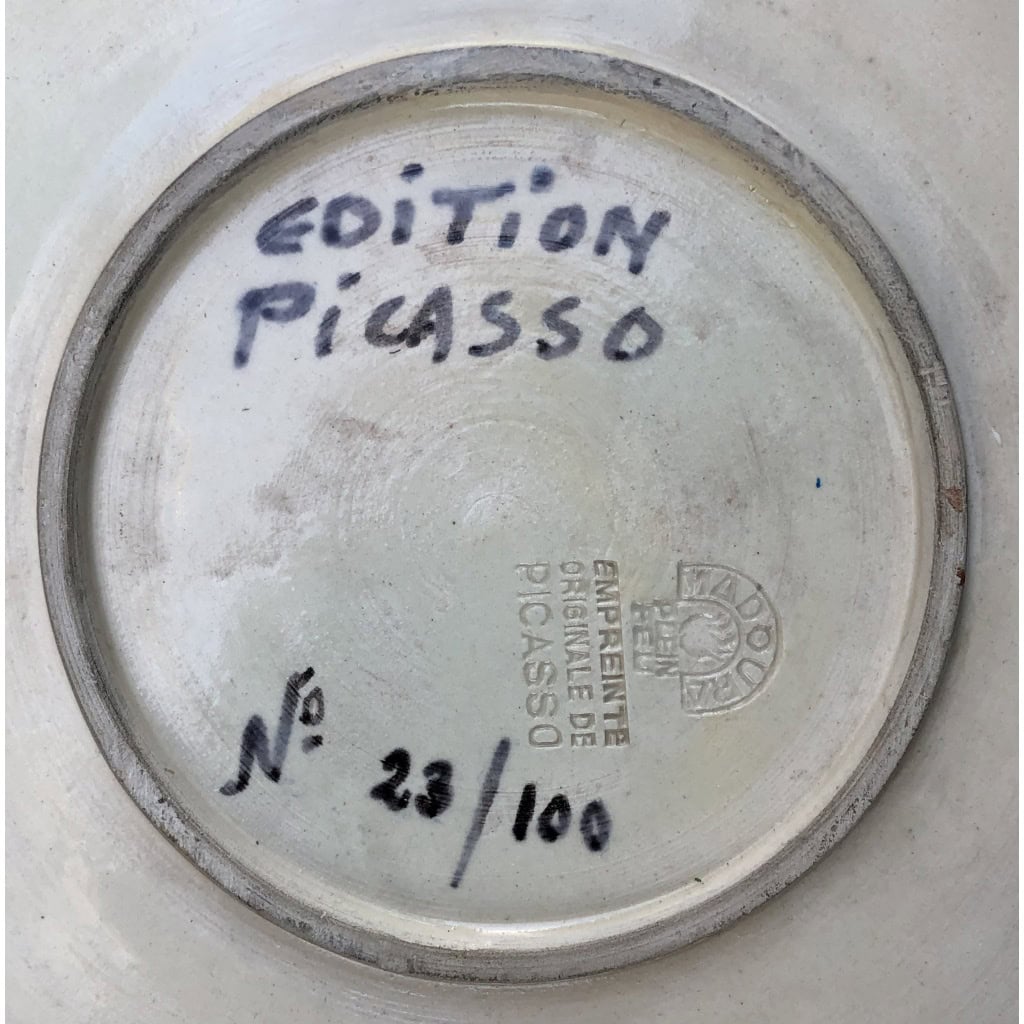 EDiTiON
PiCASSO
MADOURA
PLEIN
FEU
EMPREINTE
ORIGINALE DE
PICASSO
Nº 23/100